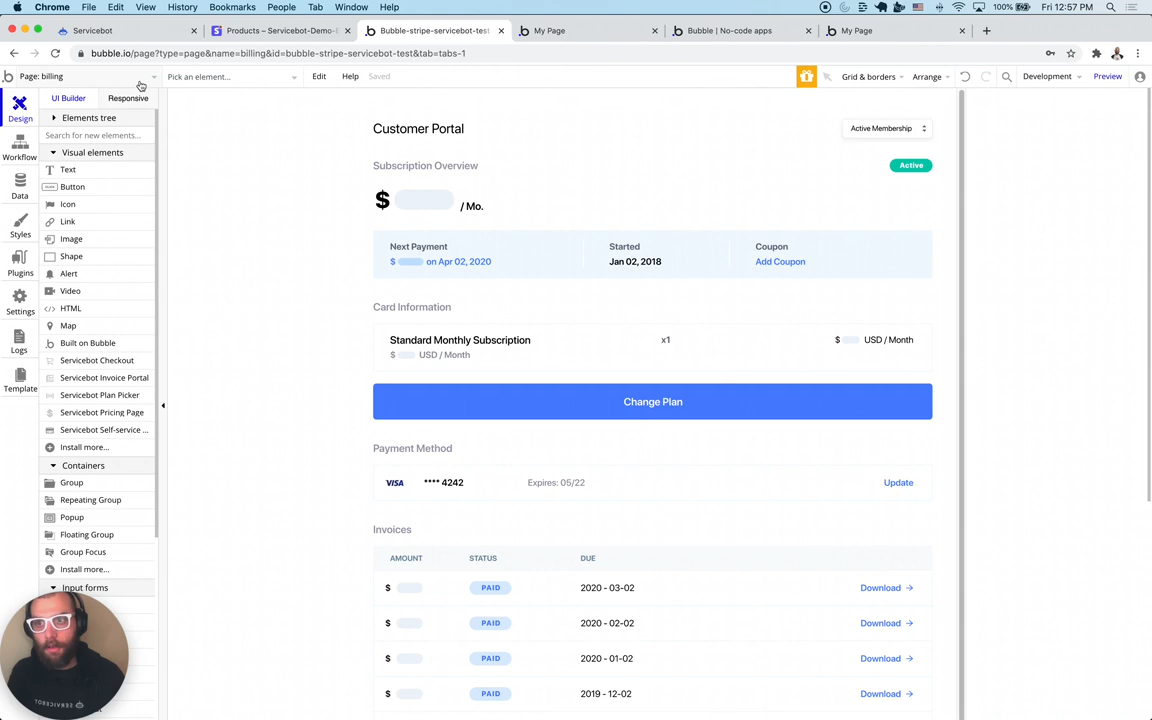 Chrome File Edit View History Bookmarks People Tab Window Help 100% Fri 12:57 PM
Servicebot Products – Servicebot-Demo-E Bubble-stripe-servicebot-test My Page Bubble | No-code apps My Page
bubble.io/page?type=page&name=billing&id=bubble-stripe-servicebot-test&tab=tabs-1
Page: billing Pick an element... Edit Help Saved Grid & borders Arrange Development Preview
UI Builder Responsive
Design
Workflow
Data
Styles
Plugins
Settings
Logs
Template
Elements tree
Search for new elements...
Visual elements
Text
Button
Icon
Link
Image
Shape
Alert
Video
HTML
Map
Built on Bubble
Servicebot Checkout
Servicebot Invoice Portal
Servicebot Plan Picker
Servicebot Pricing Page
Servicebot Self-service ...
Install more...
Containers
Group
Repeating Group
Popup
Floating Group
Group Focus
Install more...
Input forms
Customer Portal Active Membership
Subscription Overview Active
$ / Mo.
Next Payment Started Coupon
$ on Apr 02, 2020 Jan 02, 2018 Add Coupon
Card Information
Standard Monthly Subscription x1 $ USD / Month
$ USD / Month
Change Plan
Payment Method
VISA **** 4242 Expires: 05/22 Update
Invoices
AMOUNT STATUS DUE
$ PAID 2020 - 03-02 Download →
$ PAID 2020 - 02-02 Download →
$ PAID 2020 - 01-02 Download →
$ PAID 2019 - 12-02 Download →
SERVICEBOT